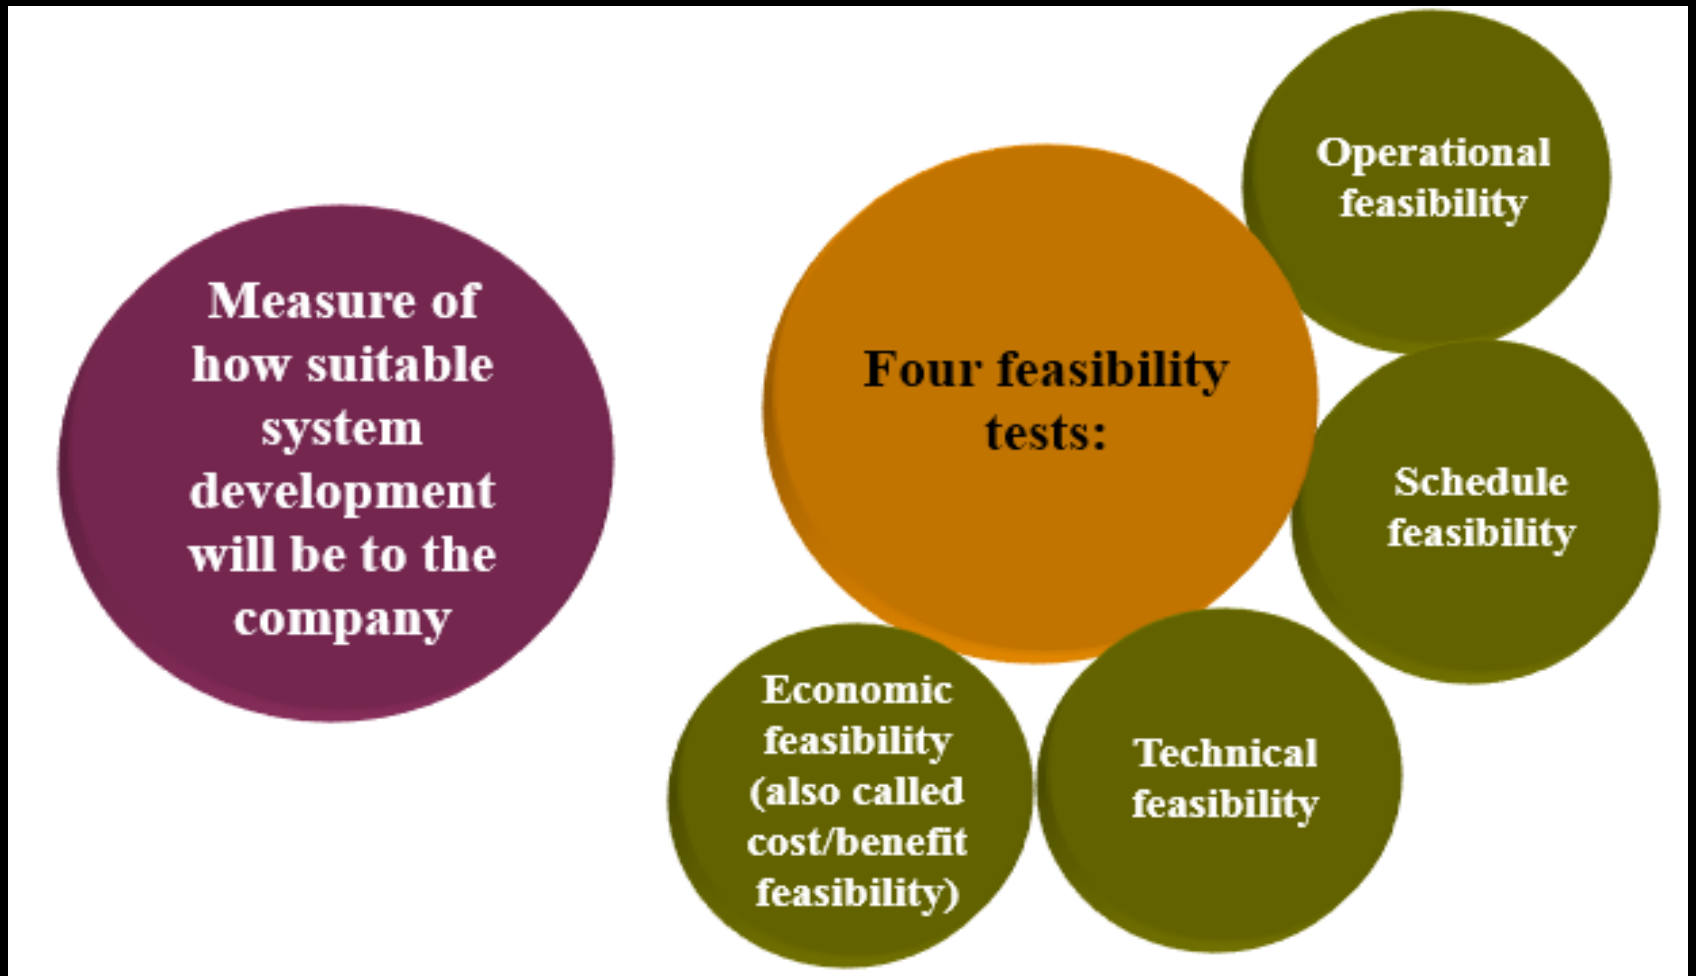 Measure of
how suitable
system
development
will be to the
company
Four feasibility
tests:
Operational
feasibility
Schedule
feasibility
Technical
feasibility
Economic
feasibility
(also called
cost/benefit
feasibility)